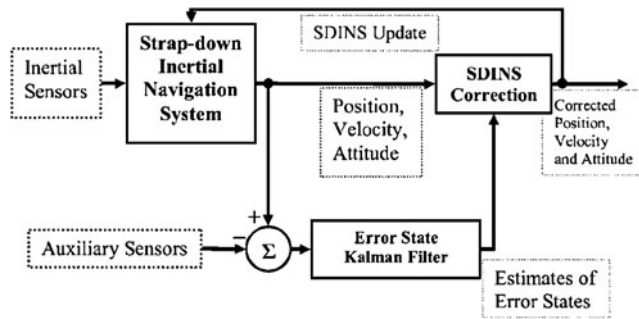 SDINS Update
Strap-down
Inertial
Navigation
System
Inertial
Sensors
SDINS
Correction
Position,
Velocity,
Attitude
Corrected
Position,
Velocity
and Attitude
+
−
Σ
Auxiliary Sensors
Error State
Kalman Filter
Estimates of
Error States